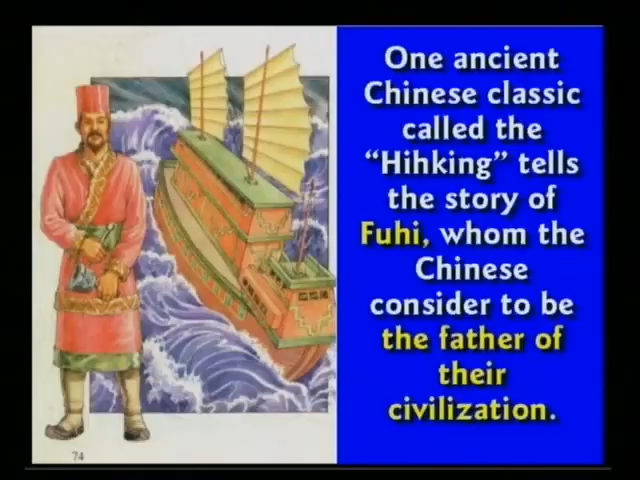 One ancient
Chinese classic
called the
“Hihking” tells
the story of
Fuhi, whom the
Chinese
consider to be
the father of
their
civilization.
74